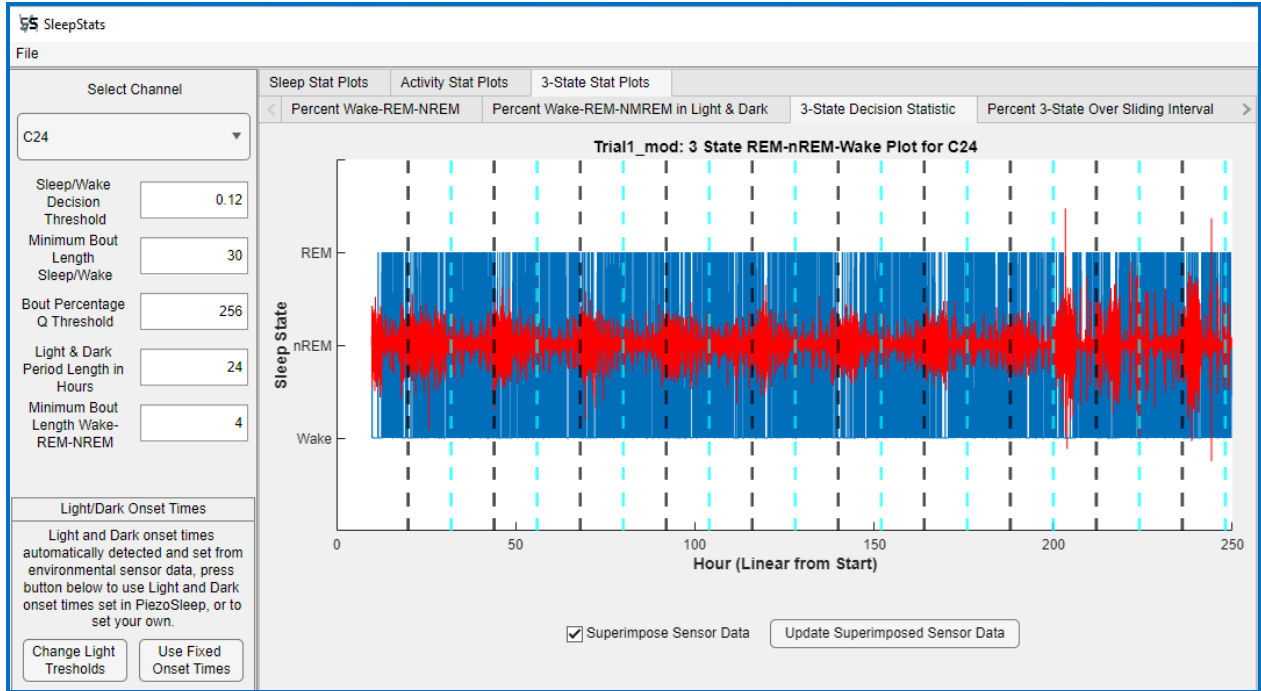 SleepStats
File
Select Channel
C24
Sleep/Wake
Decision
Threshold
0.12
Minimum Bout
Length
Sleep/Wake
30
Bout Percentage
Q Threshold
256
Light & Dark
Period Length in
Hours
24
Minimum Bout
Length Wake-
REM-NREM
4
Light/Dark Onset Times
Light and Dark onset times
automatically detected and set from
environmental sensor data, press
button below to use Light and Dark
onset times set in PiezoSleep, or to
set your own.
Change Light
Tresholds
Use Fixed
Onset Times
Sleep Stat Plots
Activity Stat Plots
3-State Stat Plots
< Percent Wake-REM-NREM
Percent Wake-REM-NMREM in Light & Dark
3-State Decision Statistic
Percent 3-State Over Sliding Interval >
Trial1_mod: 3 State REM-nREM-Wake Plot for C24
Sleep State
REM
nREM
Wake
0 50 100 150 200 250
Hour (Linear from Start)
Superimpose Sensor Data
Update Superimposed Sensor Data